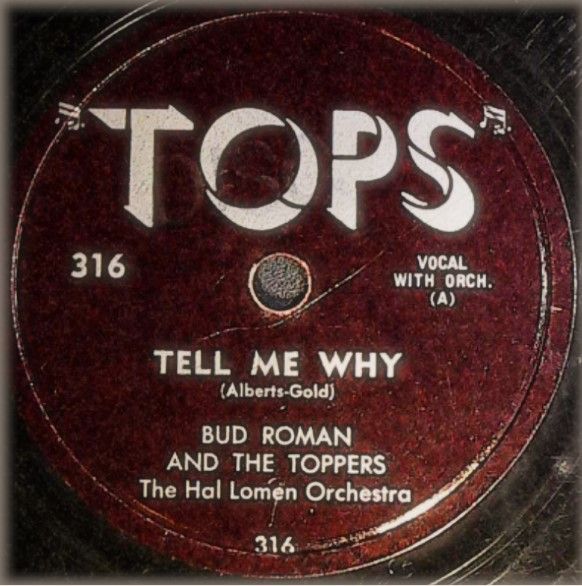 "TOPS"
316
VOCAL
WITH ORCH.
(A)
TELL ME WHY
(Alberts-Gold)
BUD ROMAN
AND THE TOPPERS
The Hal Lomen Orchestra
316